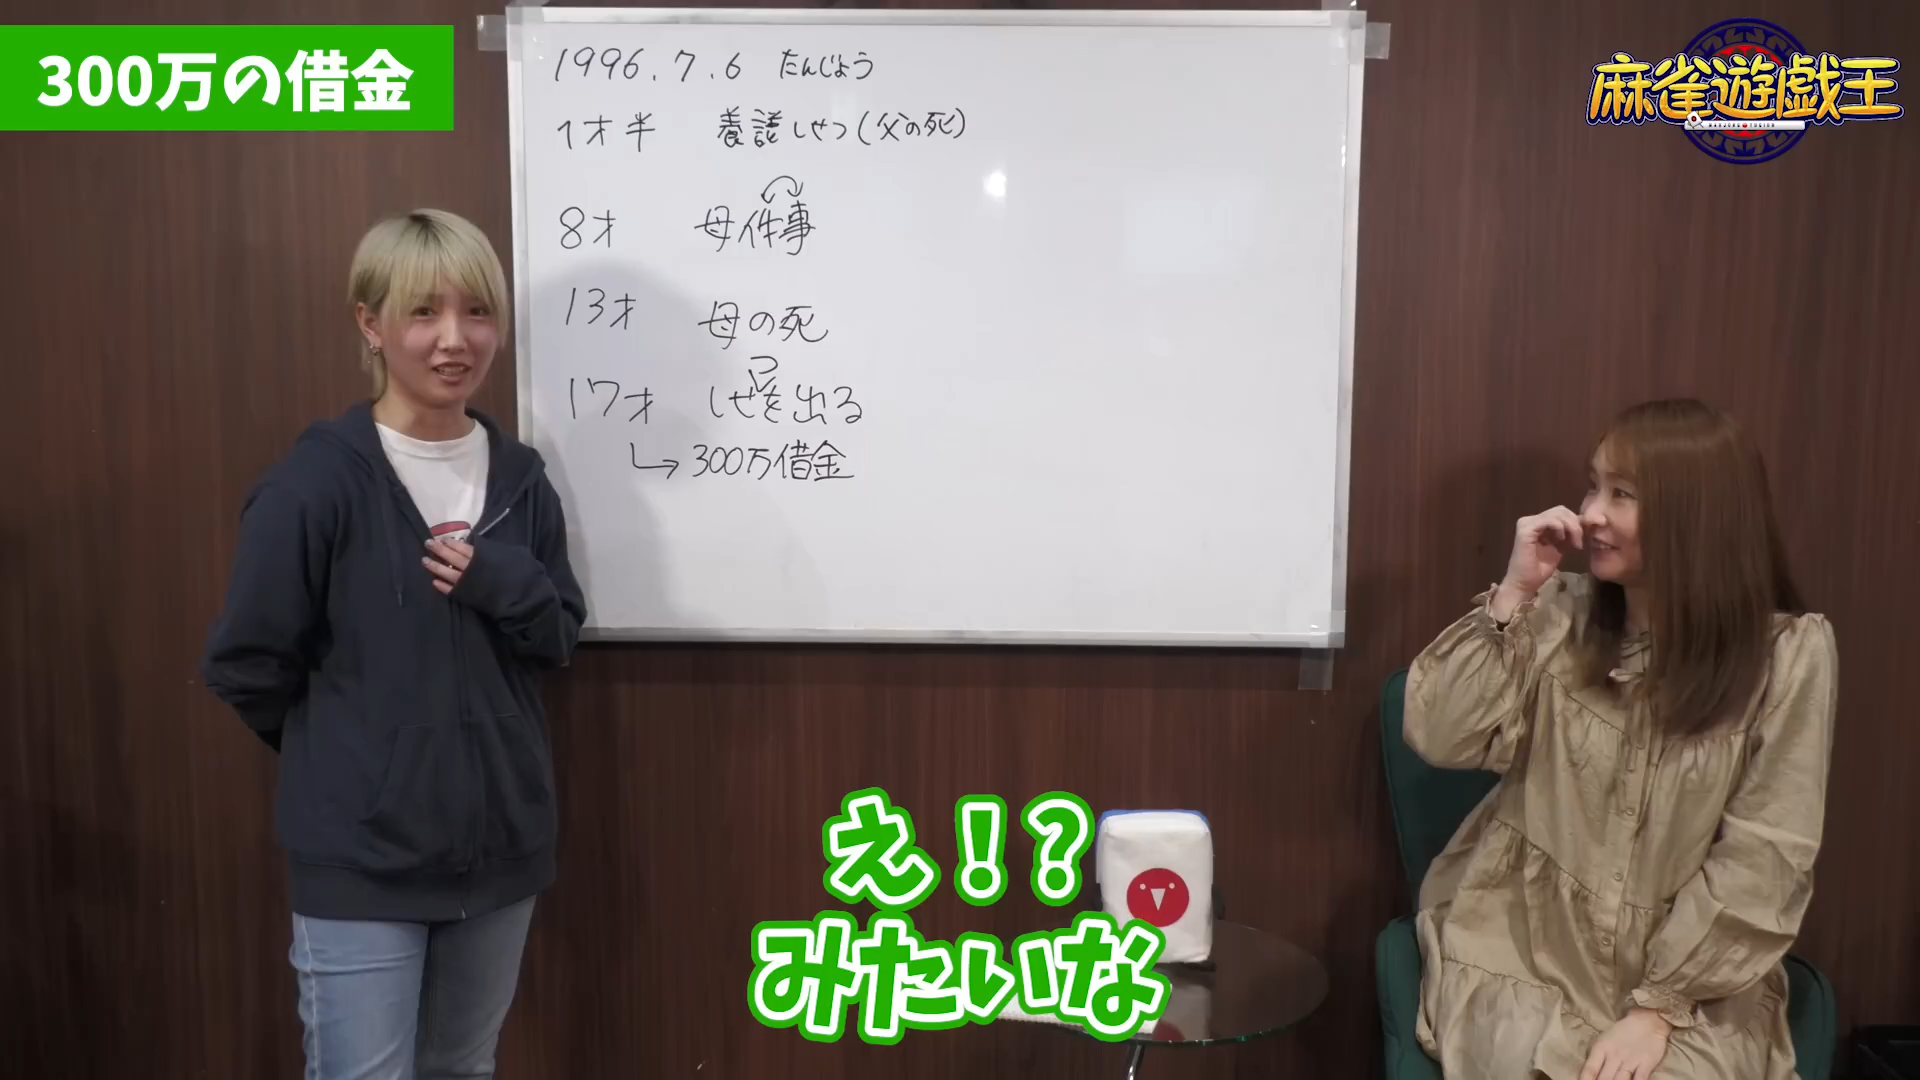 300万の借金
麻雀遊戯王
1996.7.6 たんじょう
1才半 養護しせつ(父の死)
8才 母件事
13才 母の死
17才 しせつを出る
→300万借金
え!?
みたいな